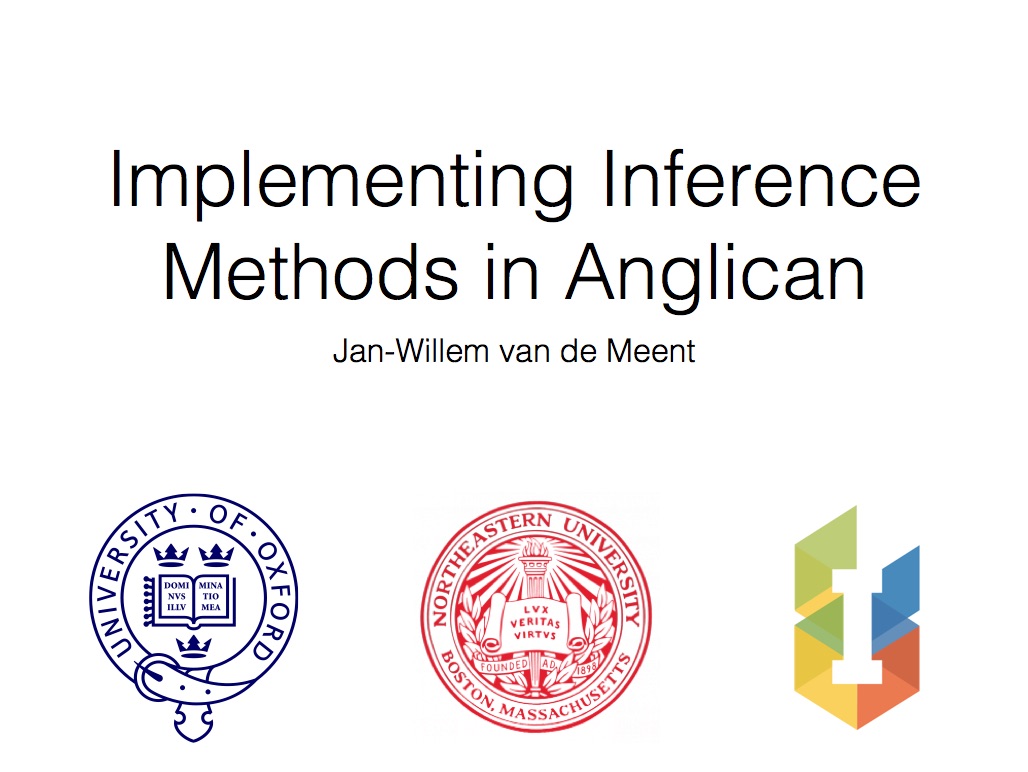 Implementing Inference
Methods in Anglican
Jan-Willem van de Meent
UNIVERSITY · OF · OXFORD
DOMI
NVS
ILLV
MINA
TIO
MEA
NORTHEASTERN UNIVERSITY
LVX
VERITAS
VIRTVS
FOUNDED A.D. 1898
BOSTON, MASSACHUSETTS
I